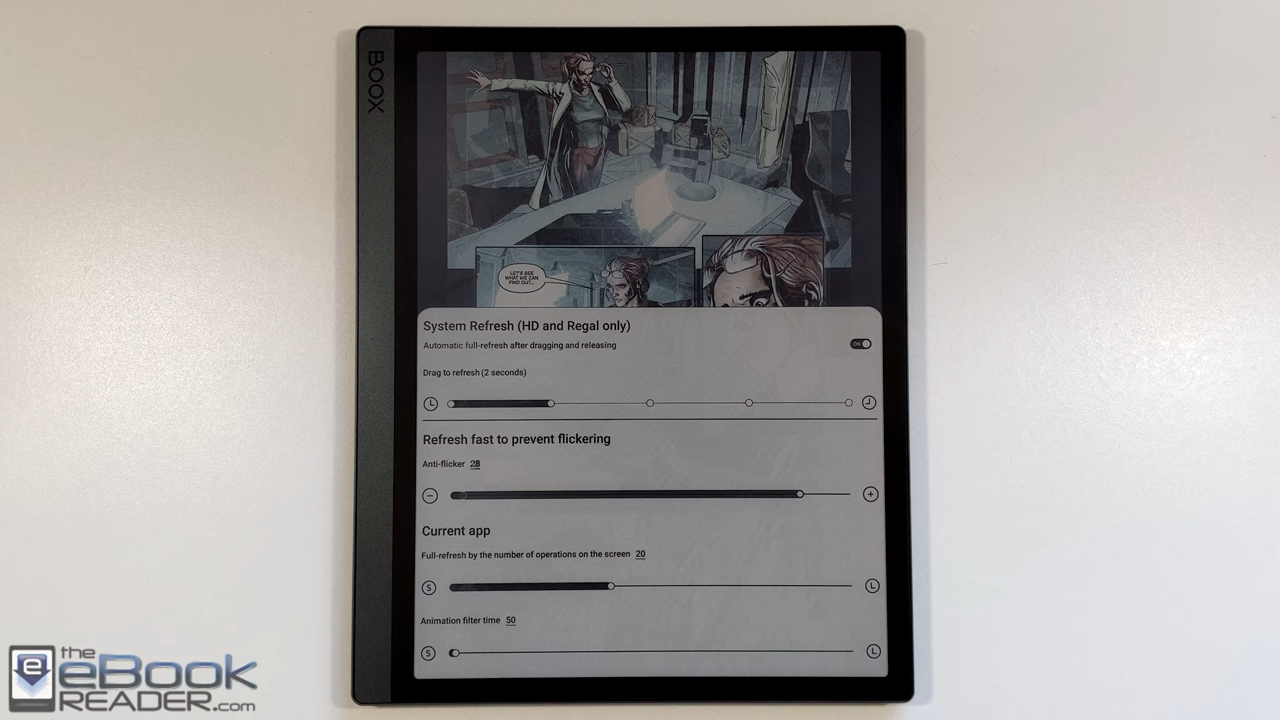 BOOX
LET'S SEE
WHAT WE CAN
FIND OUT...
System Refresh (HD and Regal only)
Automatic full-refresh after dragging and releasing
ON
Drag to refresh (2 seconds)
Refresh fast to prevent flickering
Anti-flicker 28
Current app
Full-refresh by the number of operations on the screen 20
S
L
Animation filter time 50
S
L
the
eBook
READER.com